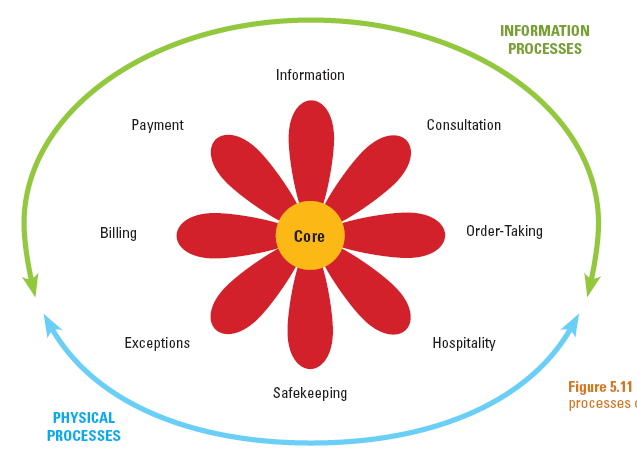 INFORMATION
PROCESSES
Information
Payment
Consultation
Billing
Core
Order-Taking
Exceptions
Hospitality
Safekeeping
Figure 5.11
processes
PHYSICAL
PROCESSES